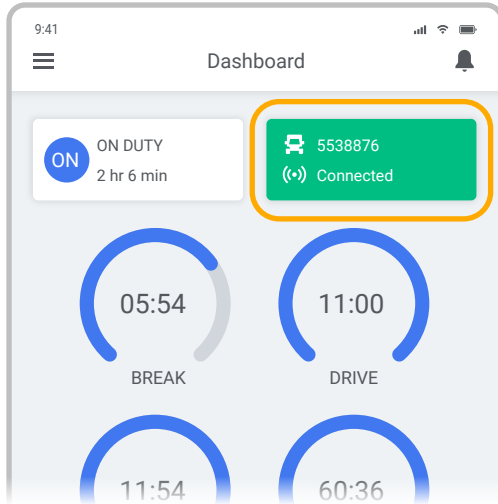 9:41
Dashboard
ON
ON DUTY
2 hr 6 min
5538876
Connected
05:54
BREAK
11:00
DRIVE
11:54
60:36